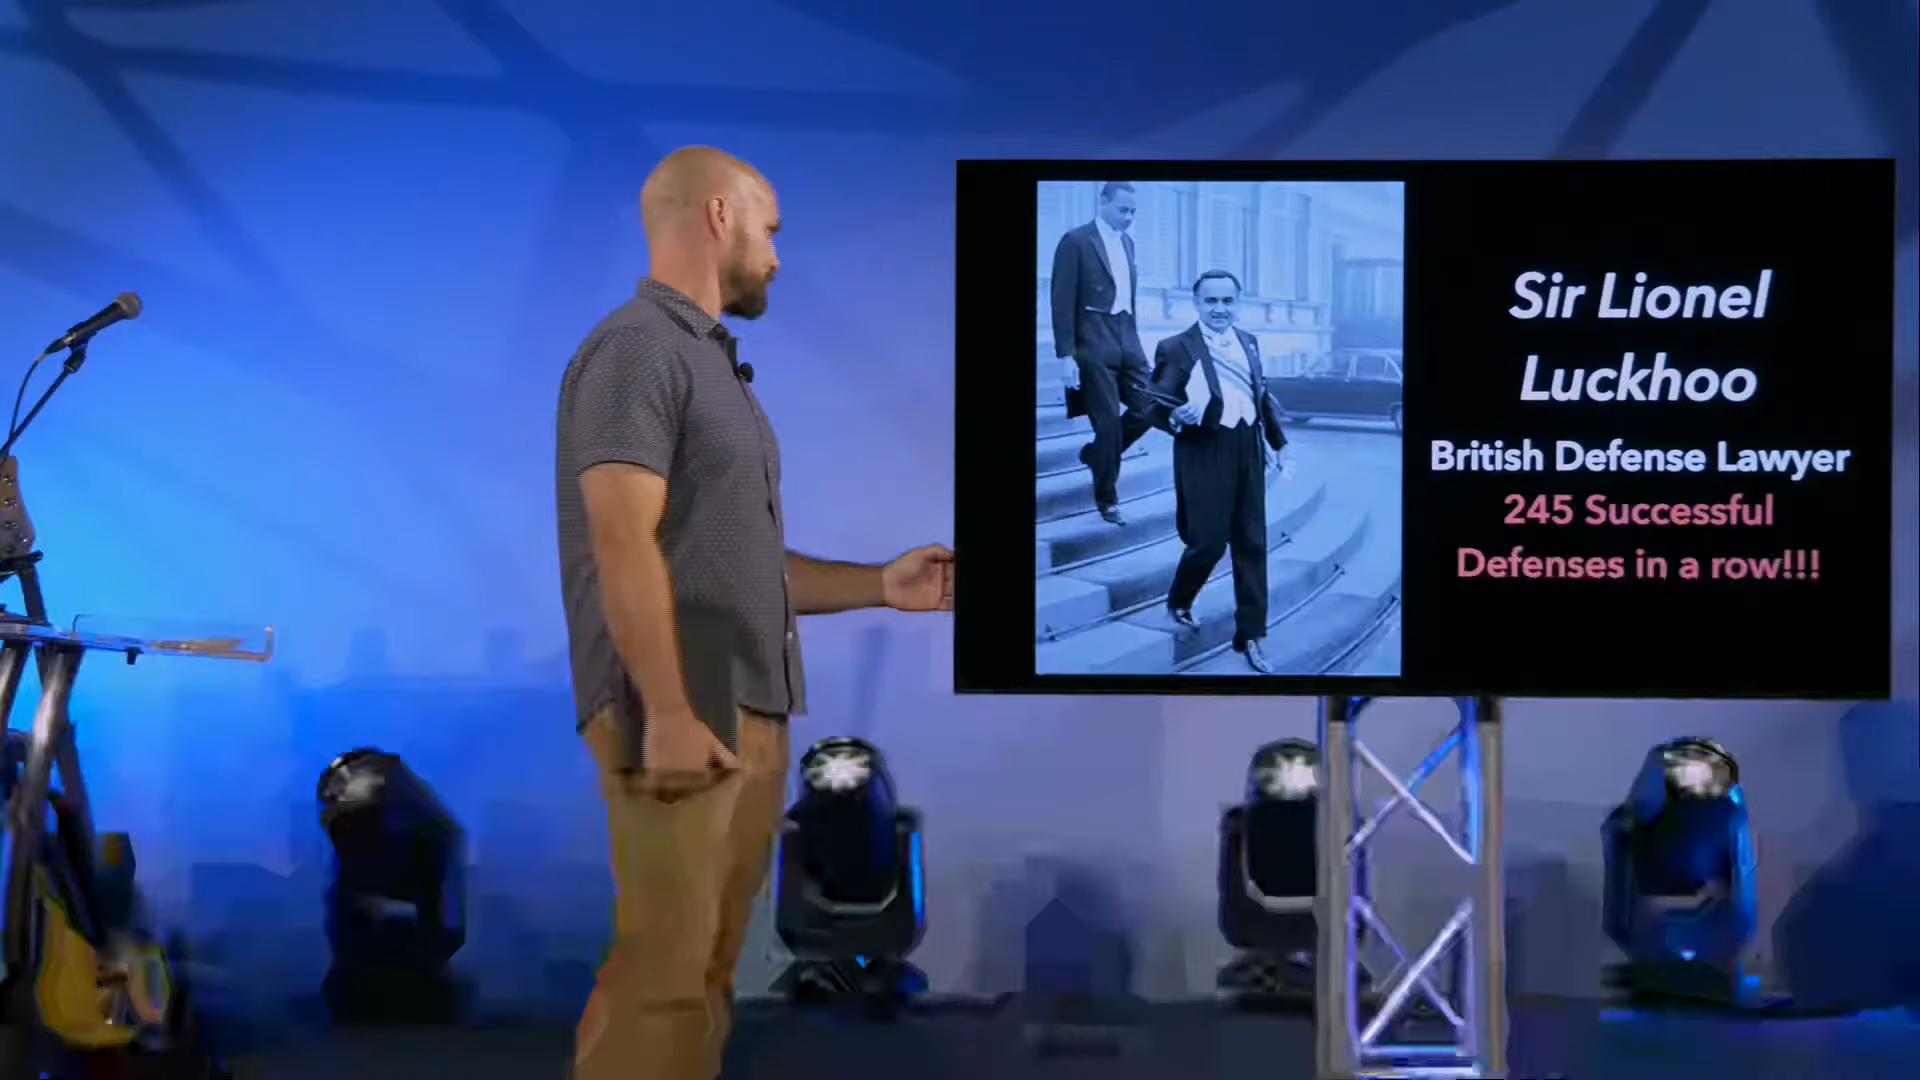 Sir Lionel
Luckhoo
British Defense Lawyer
245 Successful
Defenses in a row!!!